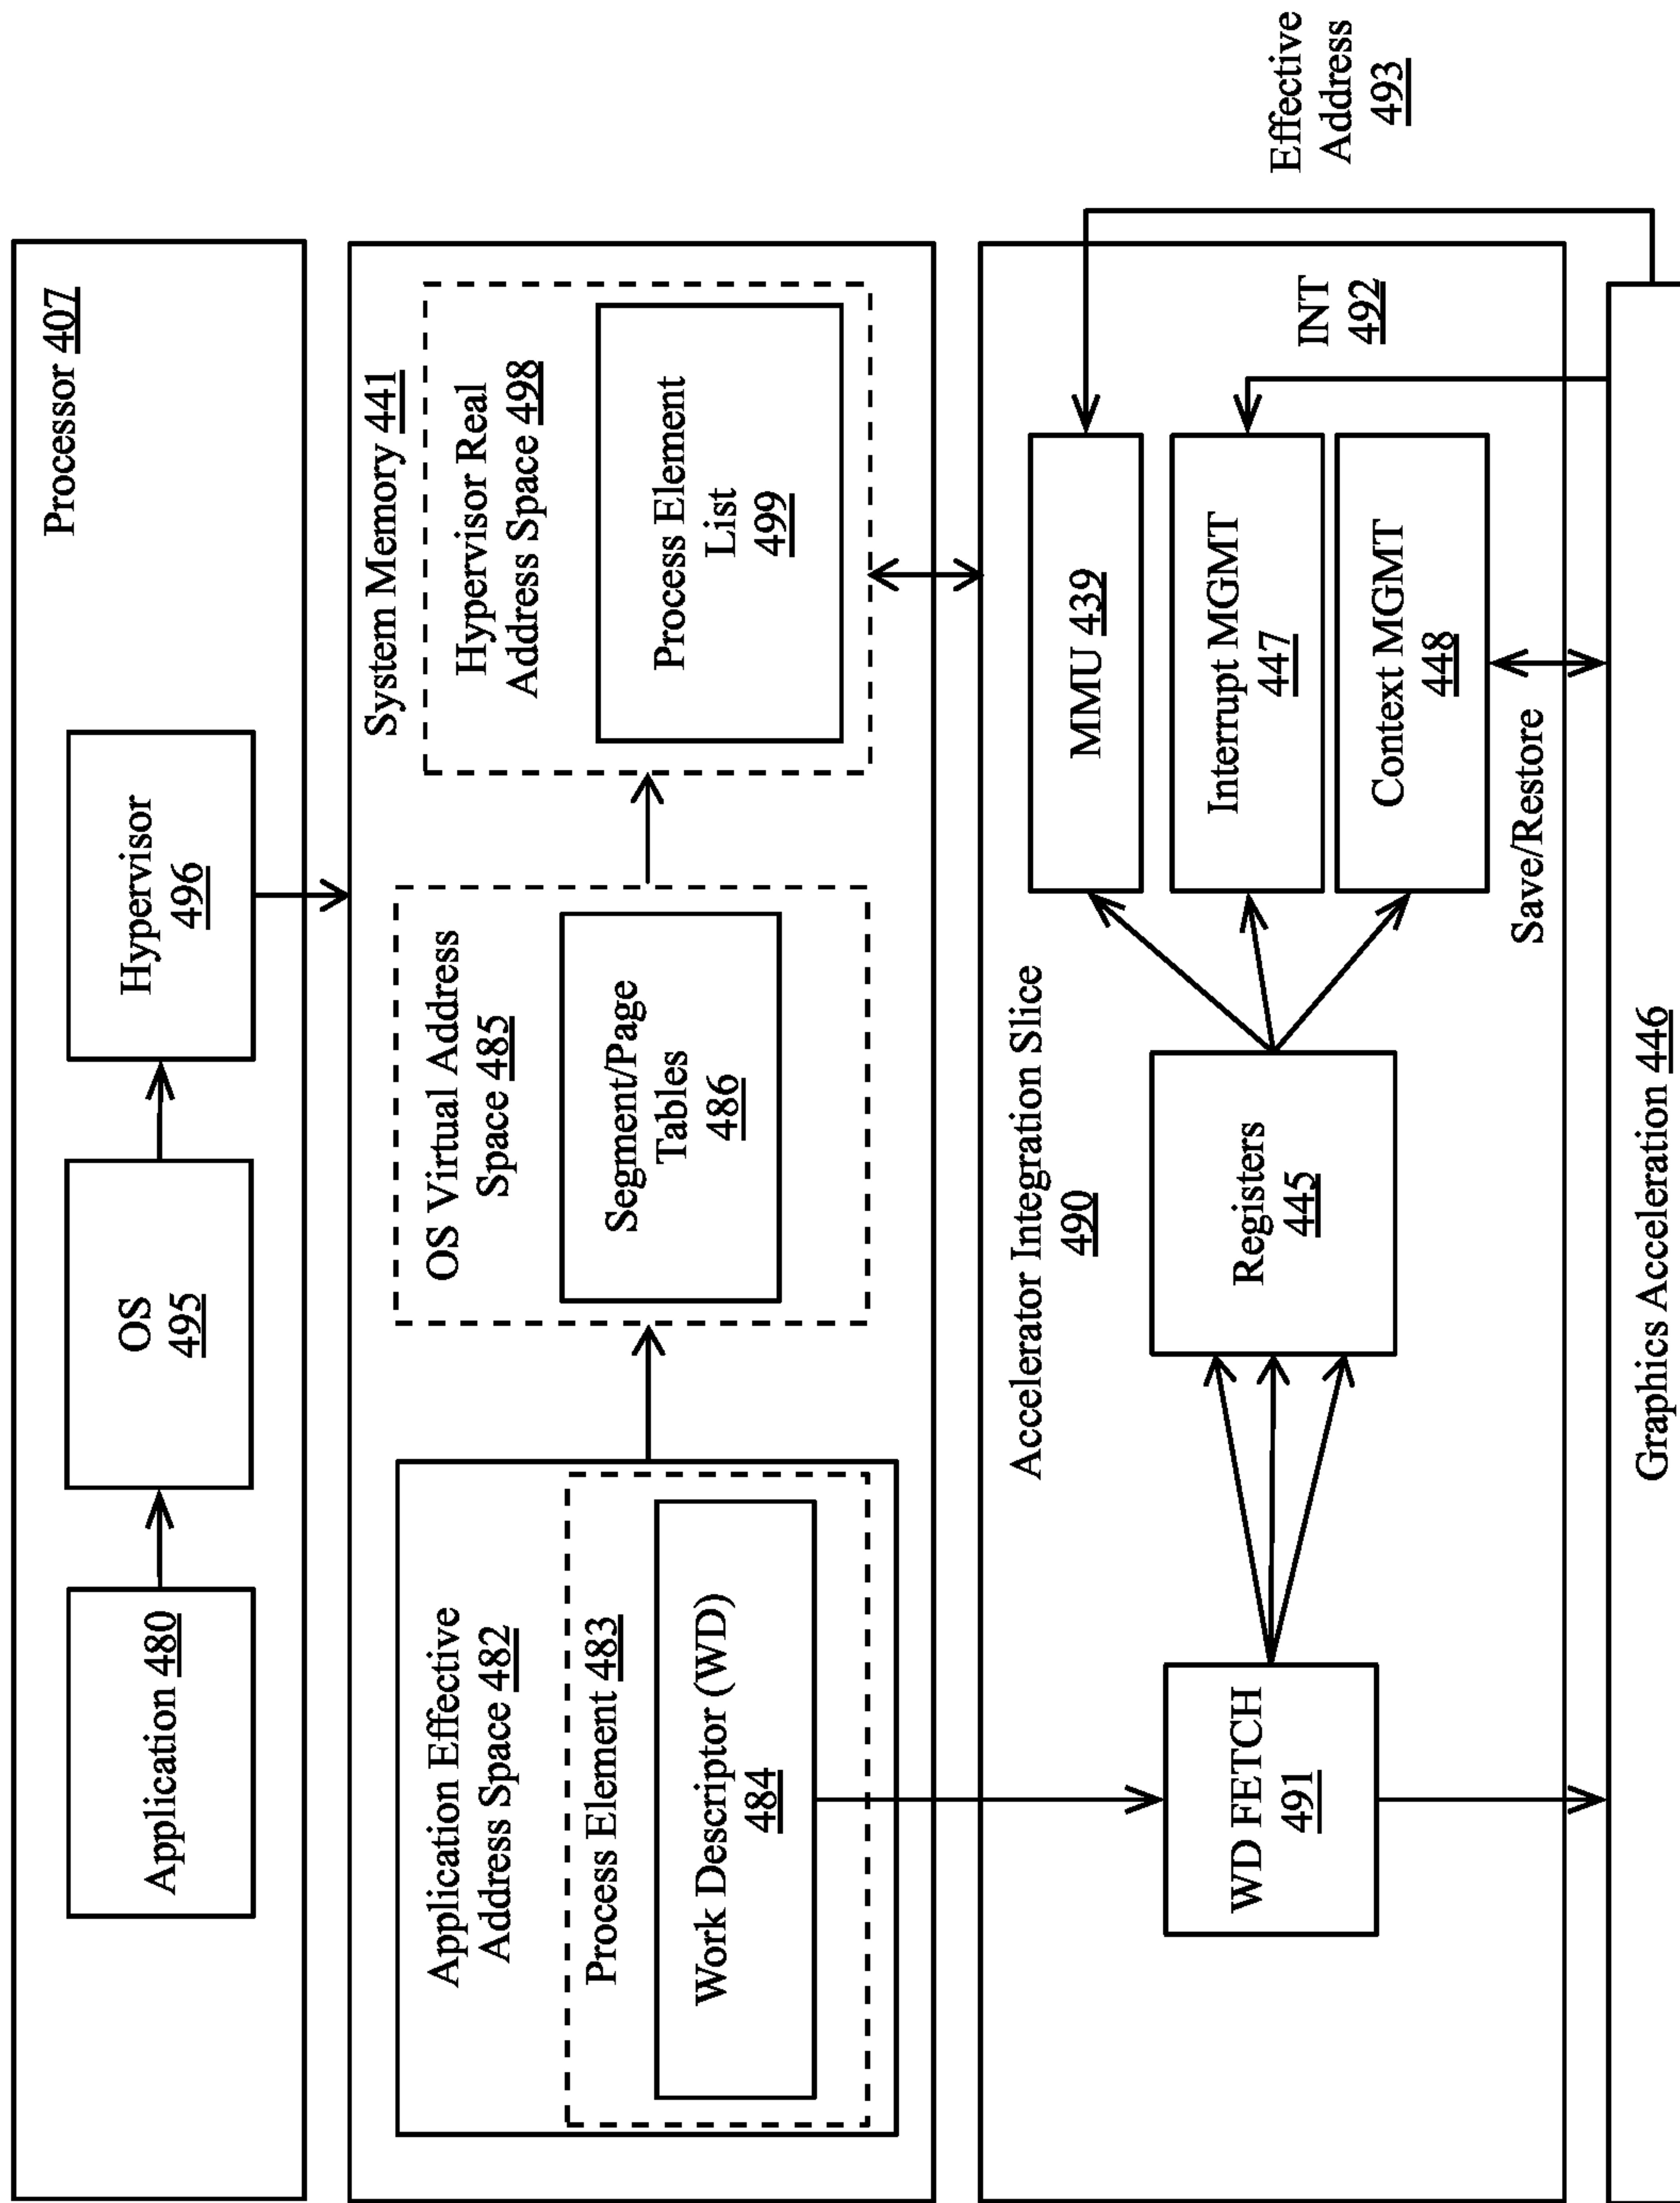 Processor 407
Application 480
OS
495
Hypervisor
496
System Memory 441
Application Effective
Address Space 482
Process Element 483
Work Descriptor (WD)
484
OS Virtual Address
Space 485
Segment/Page
Tables
486
Hypervisor Real
Address Space 498
Process Element
List
499
Accelerator Integration Slice
490
WD FETCH
491
Registers
445
MMU 439
Interrupt MGMT
447
Context MGMT
448
INT
492
Effective
Address
493
Save/Restore
Graphics Acceleration 446